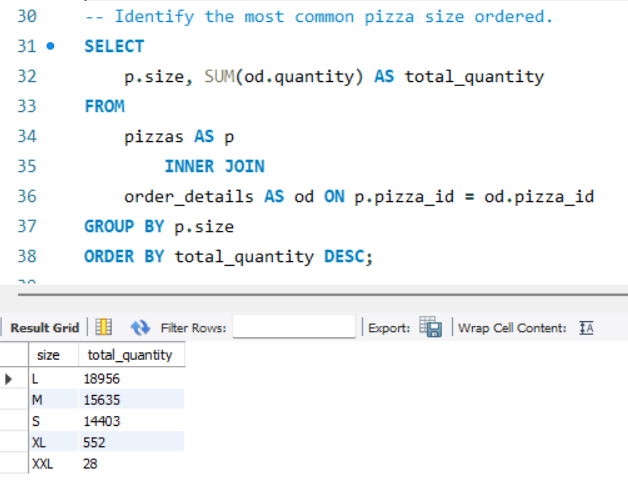 30 -- Identify the most common pizza size ordered.
31 SELECT
32 p.size, SUM(od.quantity) AS total_quantity
33 FROM
34 pizzas AS p
35 INNER JOIN
36 order_details AS od ON p.pizza_id = od.pizza_id
37 GROUP BY p.size
38 ORDER BY total_quantity DESC;
Result Grid Filter Rows: Export: Wrap Cell Content: IA
size total_quantity
L 18956
M 15635
S 14403
XL 552
XXL 28